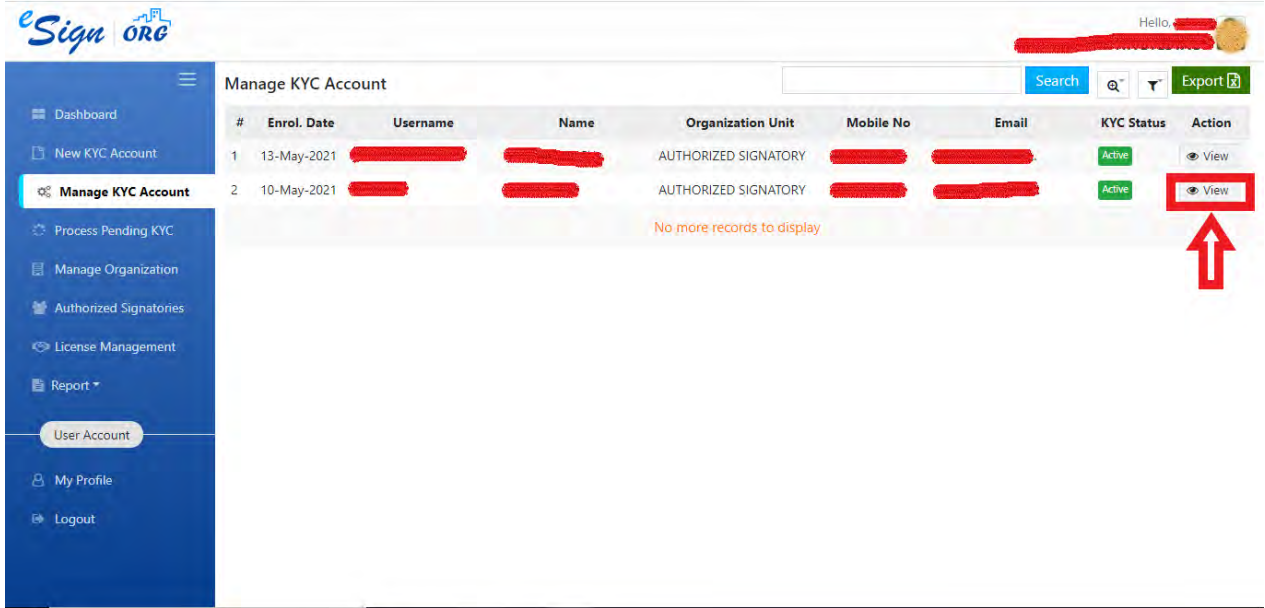 eSign ORG
Hello,
Manage KYC Account
Search
Export
Dashboard
New KYC Account
Manage KYC Account
Process Pending KYC
Manage Organization
Authorized Signatories
License Management
Report
User Account
My Profile
Logout
# Enrol. Date Username Name Organization Unit Mobile No Email KYC Status Action
1 13-May-2021 AUTHORIZED SIGNATORY Active View
2 10-May-2021 AUTHORIZED SIGNATORY Active View
No more records to display